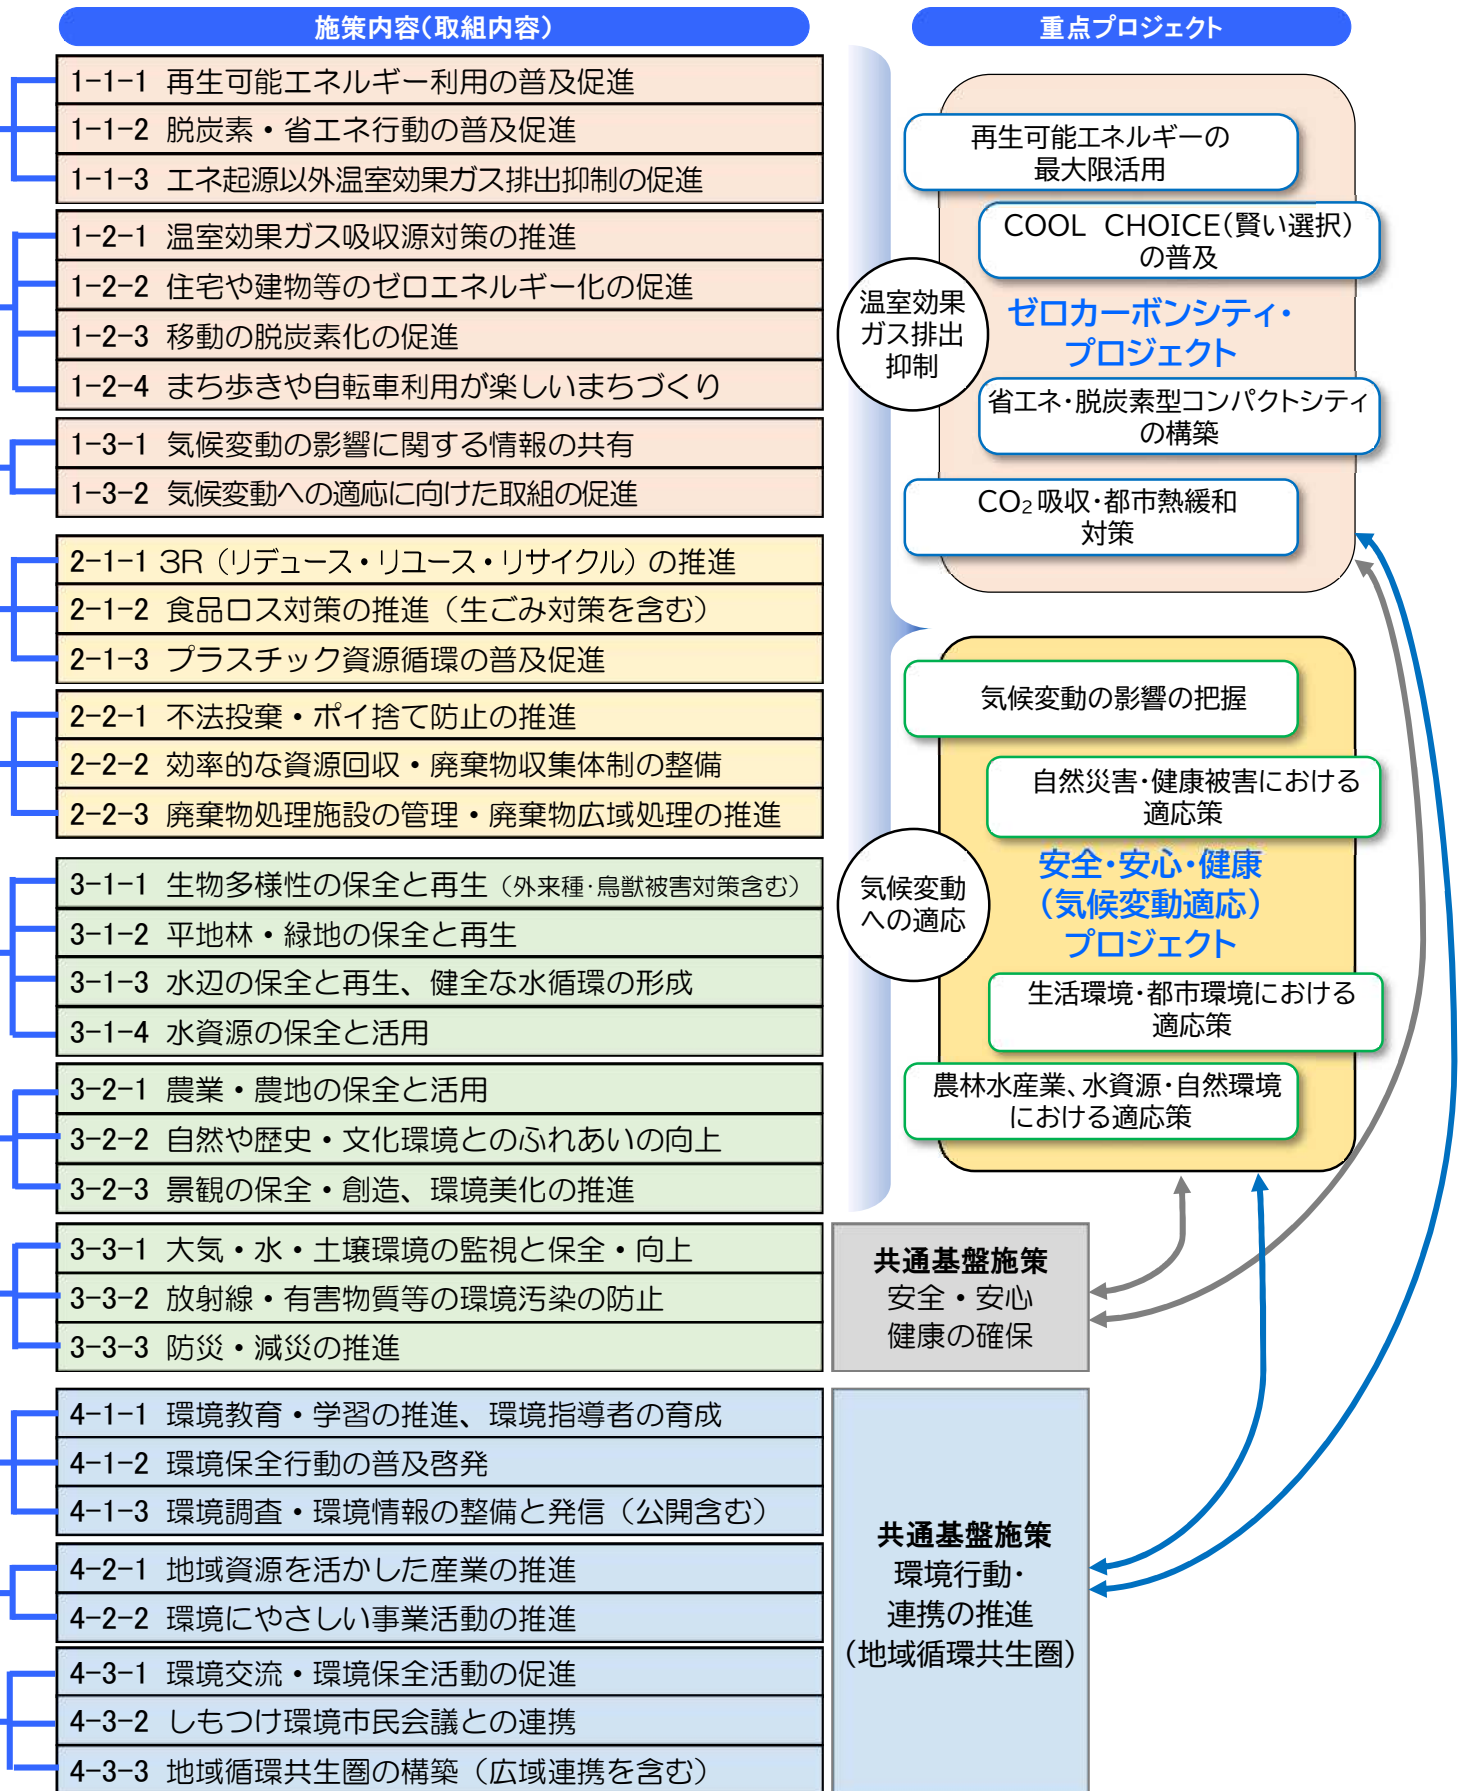 施策内容（取組内容）
1-1-1 再生可能エネルギー利用の普及促進
1-1-2 脱炭素・省エネ行動の普及促進
1-1-3 エネ起源以外温室効果ガス排出抑制の促進
1-2-1 温室効果ガス吸収源対策の推進
1-2-2 住宅や建物等のゼロエネルギー化の促進
1-2-3 移動の脱炭素化の促進
1-2-4 まち歩きや自転車利用が楽しいまちづくり
1-3-1 気候変動の影響に関する情報の共有
1-3-2 気候変動への適応に向けた取組の促進
2-1-1 3R（リデュース・リユース・リサイクル）の推進
2-1-2 食品ロス対策の推進（生ごみ対策を含む）
2-1-3 プラスチック資源循環の普及促進
2-2-1 不法投棄・ポイ捨て防止の推進
2-2-2 効率的な資源回収・廃棄物収集体制の整備
2-2-3 廃棄物処理施設の管理・廃棄物広域処理の推進
3-1-1 生物多様性の保全と再生（外来種・鳥獣被害対策含む）
3-1-2 平地林・緑地の保全と再生
3-1-3 水辺の保全と再生、健全な水循環の形成
3-1-4 水資源の保全と活用
3-2-1 農業・農地の保全と活用
3-2-2 自然や歴史・文化環境とのふれあいの向上
3-2-3 景観の保全・創造、環境美化の推進
3-3-1 大気・水・土壌環境の監視と保全・向上
3-3-2 放射線・有害物質等の環境汚染の防止
3-3-3 防災・減災の推進
4-1-1 環境教育・学習の推進、環境指導者の育成
4-1-2 環境保全行動の普及啓発
4-1-3 環境調査・環境情報の整備と発信（公開含む）
4-2-1 地域資源を活かした産業の推進
4-2-2 環境にやさしい事業活動の推進
4-3-1 環境交流・環境保全活動の促進
4-3-2 しもつけ環境市民会議との連携
4-3-3 地域循環共生圏の構築（広域連携を含む）
重点プロジェクト
再生可能エネルギーの
最大限活用
COOL CHOICE（賢い選択）
の普及
温室効果
ガス排出
抑制
ゼロカーボンシティ・
プロジェクト
省エネ・脱炭素型コンパクトシティ
の構築
CO₂吸収・都市熱緩和
対策
気候変動の影響の把握
自然災害・健康被害における
適応策
気候変動
への適応
安全・安心・健康
（気候変動適応）
プロジェクト
生活環境・都市環境における
適応策
農林水産業、水資源・自然環境
における適応策
共通基盤施策
安全・安心
健康の確保
共通基盤施策
環境行動・
連携の推進
（地域循環共生圏）